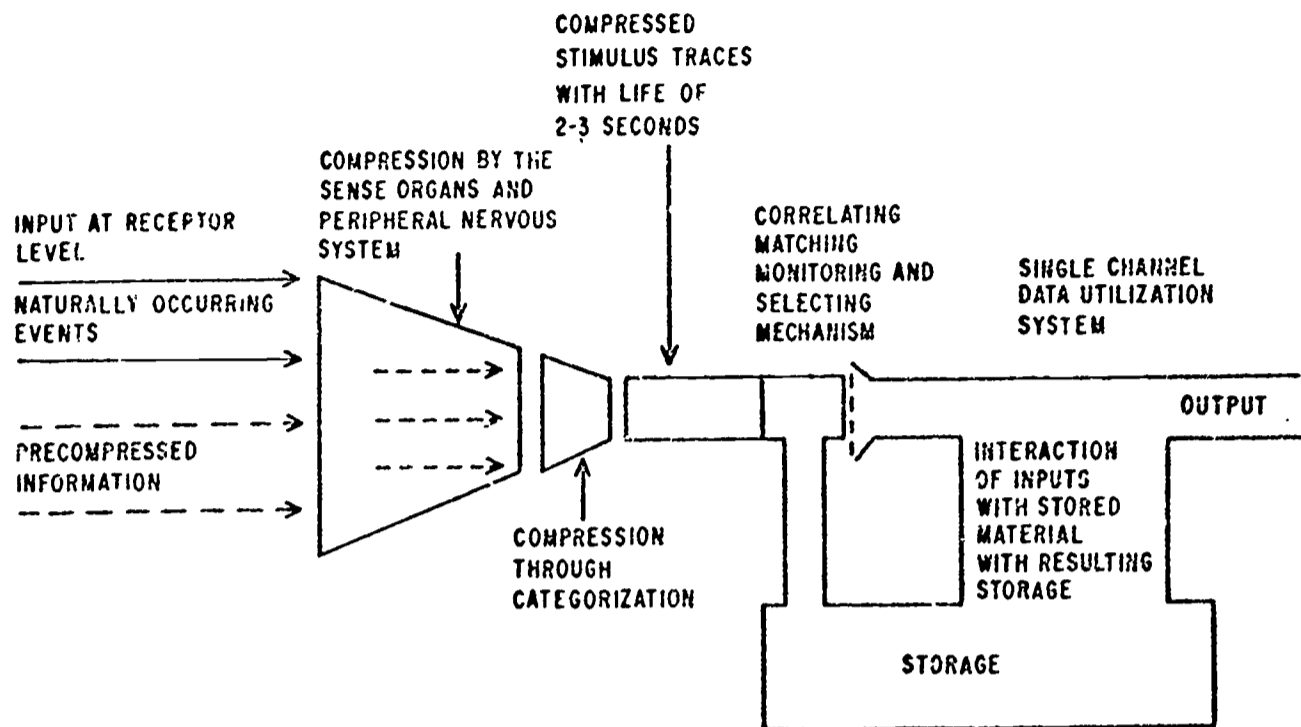 COMPRESSED
STIMULUS TRACES
WITH LIFE OF
2-3 SECONDS
COMPRESSION BY THE
SENSE ORGANS AND
PERIPHERAL NERVOUS
SYSTEM
INPUT AT RECEPTOR
LEVEL
NATURALLY OCCURRING
EVENTS
PRECOMPRESSED
INFORMATION
COMPRESSION
THROUGH
CATEGORIZATION
CORRELATING
MATCHING
MONITORING AND
SELECTING
MECHANISM
SINGLE CHANNEL
DATA UTILIZATION
SYSTEM
OUTPUT
INTERACTION
OF INPUTS
WITH STORED
MATERIAL
WITH RESULTING
STORAGE
STORAGE